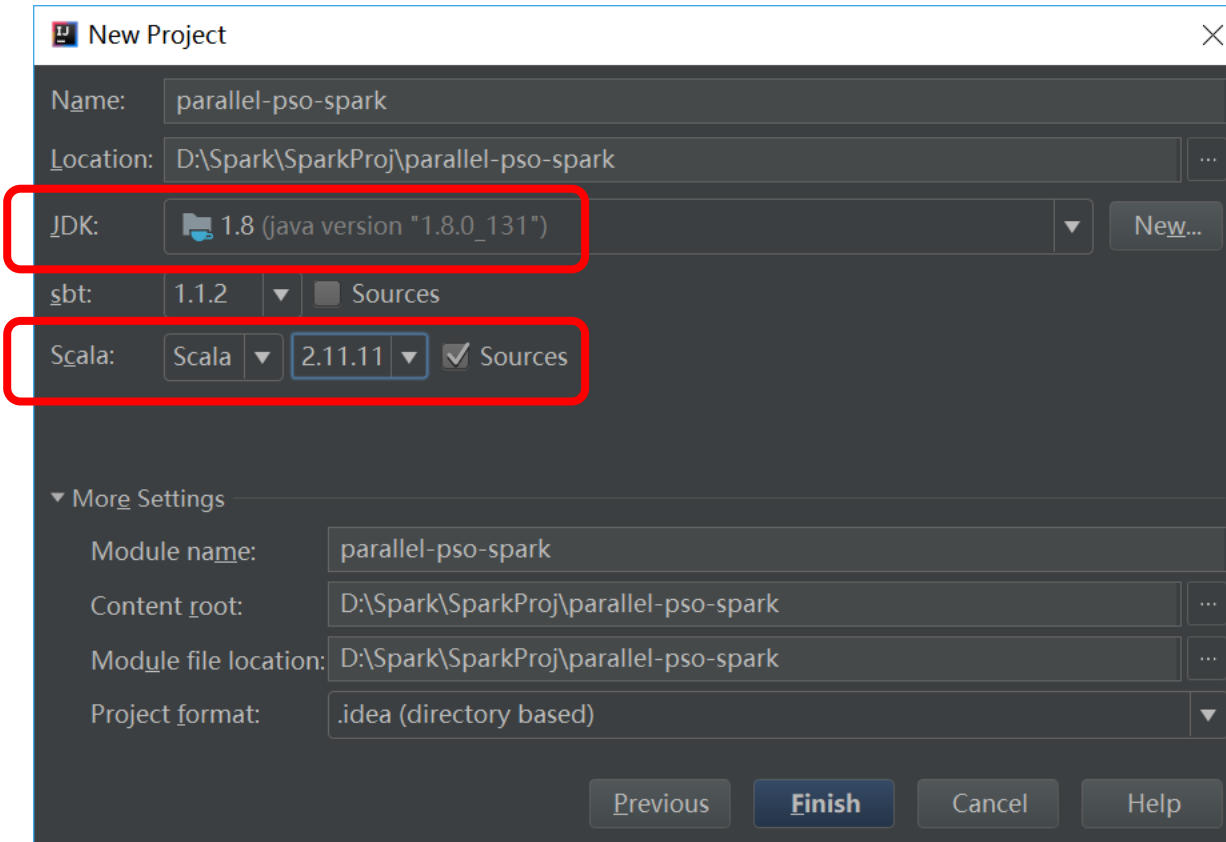 New Project
Name: parallel-pso-spark
Location: D:\Spark\SparkProj\parallel-pso-spark ...
JDK: 1.8 (java version "1.8.0_131") New...
sbt: 1.1.2 Sources
Scala: Scala 2.11.11 Sources
More Settings
Module name: parallel-pso-spark
Content root: D:\Spark\SparkProj\parallel-pso-spark ...
Module file location: D:\Spark\SparkProj\parallel-pso-spark ...
Project format: .idea (directory based)
Previous Finish Cancel Help